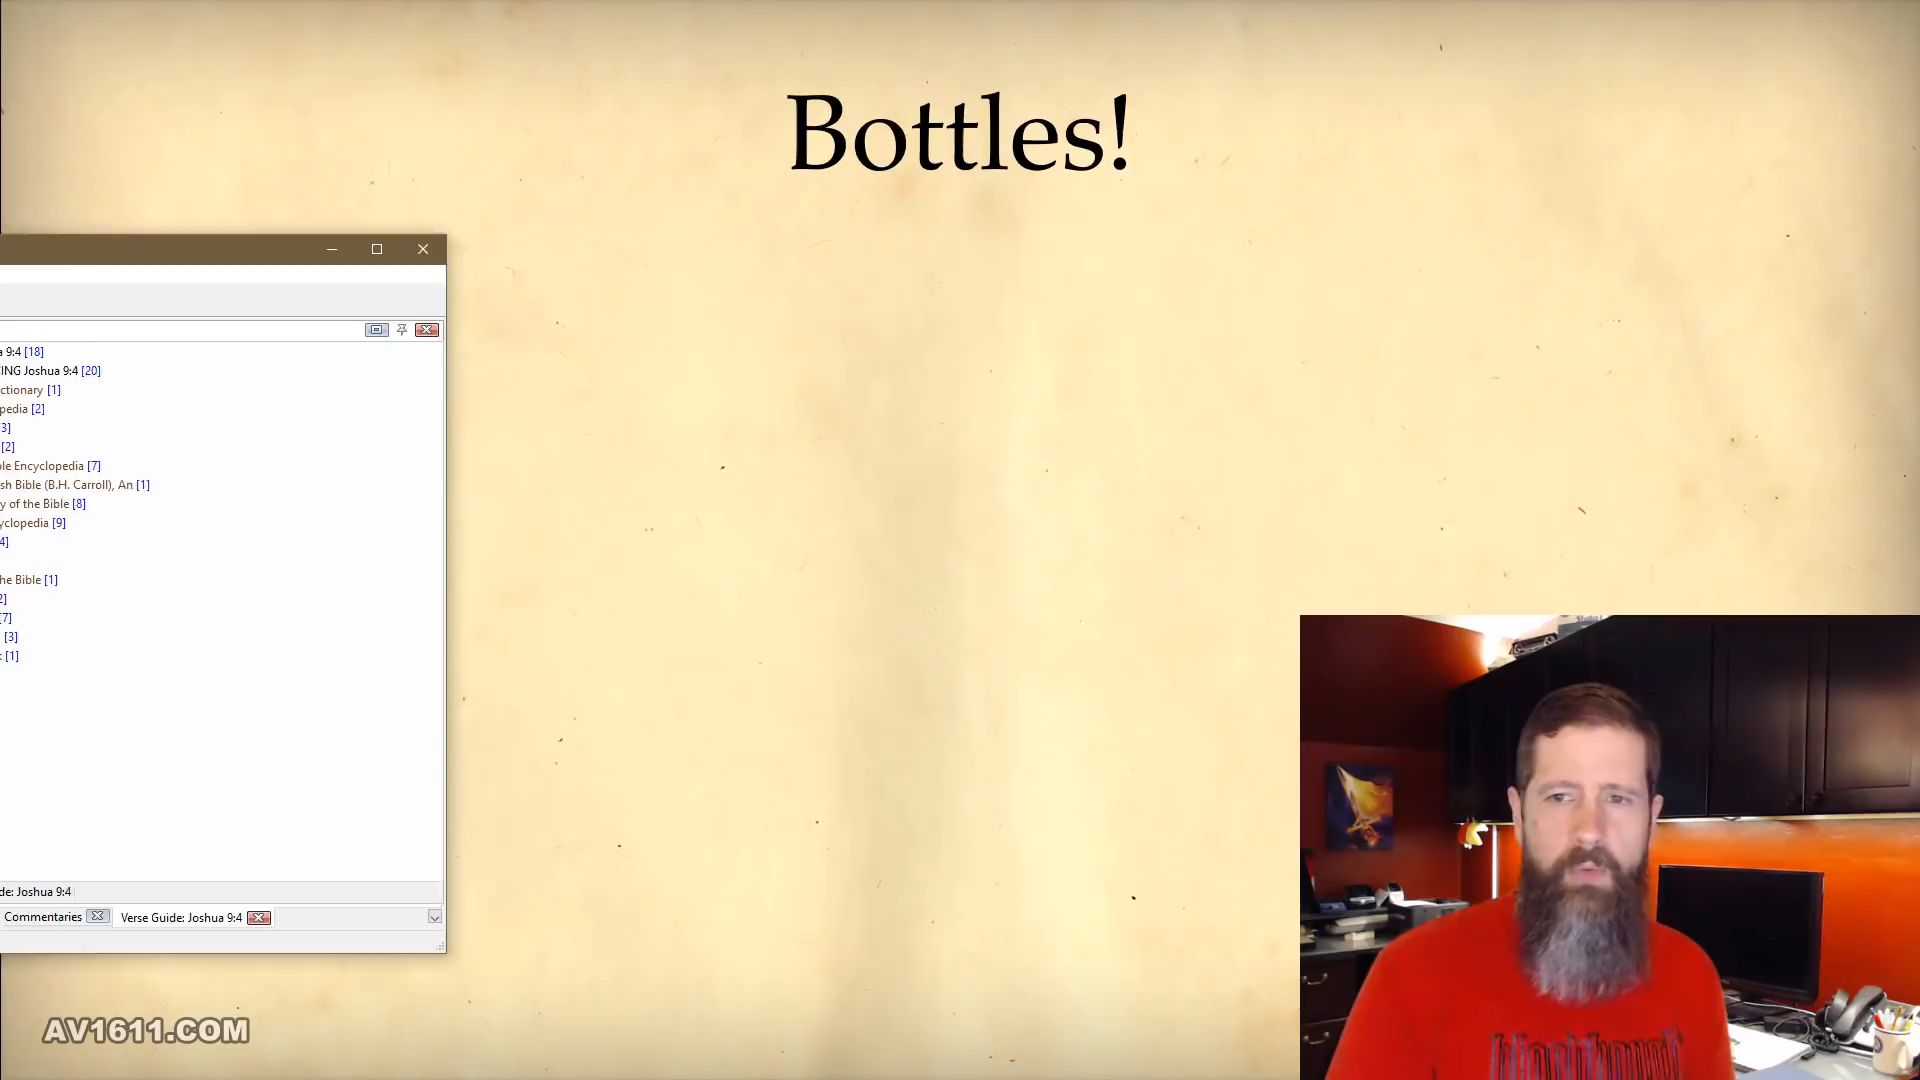 Bottles!
a 9:4 [18]
ING Joshua 9:4 [20]
ctionary [1]
pedia [2]
[3]
[2]
le Encyclopedia [7]
sh Bible (B.H. Carroll), An [1]
y of the Bible [8]
yclopedia [9]
4]
he Bible [1]
2]
[7]
[3]
[1]
de: Joshua 9:4
Commentaries
Verse Guide: Joshua 9:4
AV1611.COM